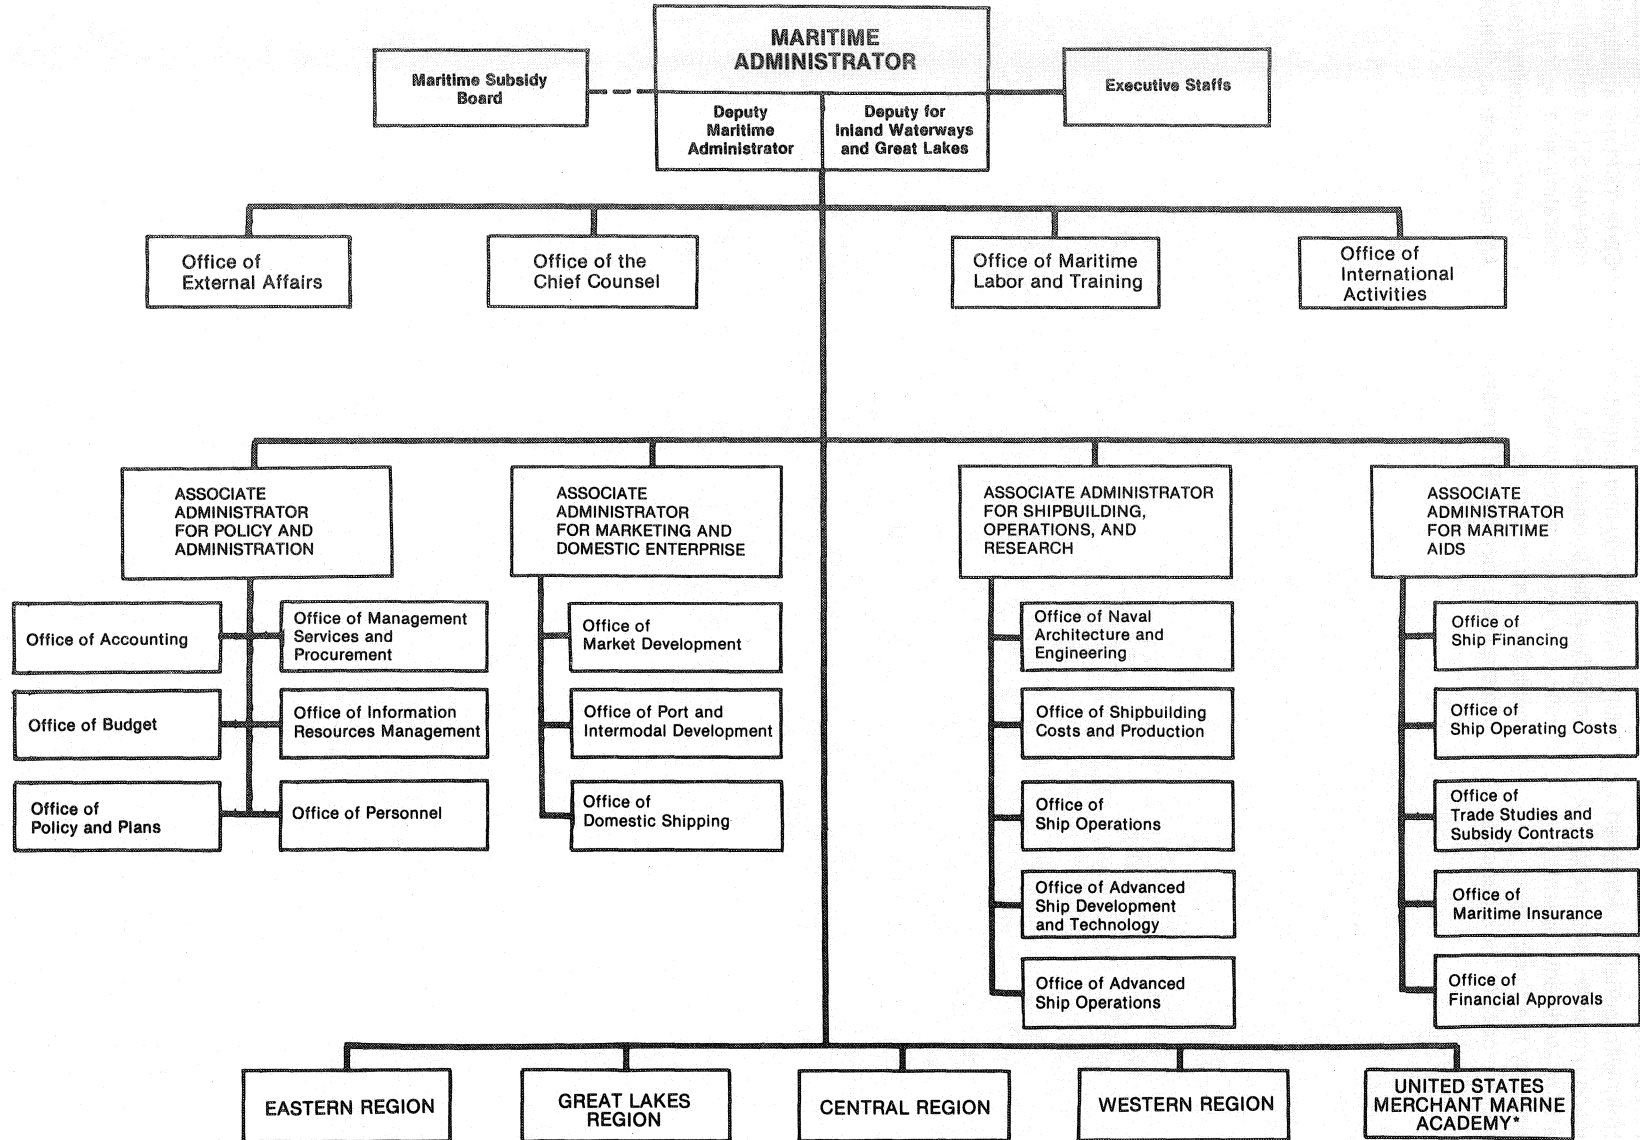 MARITIME
ADMINISTRATOR
Maritime Subsidy
Board
Executive Staffs
Deputy
Maritime
Administrator
Deputy for
Inland Waterways
and Great Lakes
Office of
External Affairs
Office of the
Chief Counsel
Office of Maritime
Labor and Training
Office of
International
Activities
ASSOCIATE
ADMINISTRATOR
FOR POLICY AND
ADMINISTRATION
ASSOCIATE
ADMINISTRATOR
FOR MARKETING AND
DOMESTIC ENTERPRISE
ASSOCIATE ADMINISTRATOR
FOR SHIPBUILDING,
OPERATIONS, AND
RESEARCH
ASSOCIATE
ADMINISTRATOR
FOR MARITIME
AIDS
Office of Accounting
Office of Management
Services and
Procurement
Office of Budget
Office of Information
Resources Management
Office of
Policy and Plans
Office of Personnel
Office of
Market Development
Office of Port and
Intermodal Development
Office of
Domestic Shipping
Office of Naval
Architecture and
Engineering
Office of Shipbuilding
Costs and Production
Office of
Ship Operations
Office of Advanced
Ship Development
and Technology
Office of Advanced
Ship Operations
Office of
Ship Financing
Office of
Ship Operating Costs
Office of
Trade Studies and
Subsidy Contracts
Office of
Maritime Insurance
Office of
Financial Approvals
EASTERN REGION
GREAT LAKES
REGION
CENTRAL REGION
WESTERN REGION
UNITED STATES
MERCHANT MARINE
ACADEMY*